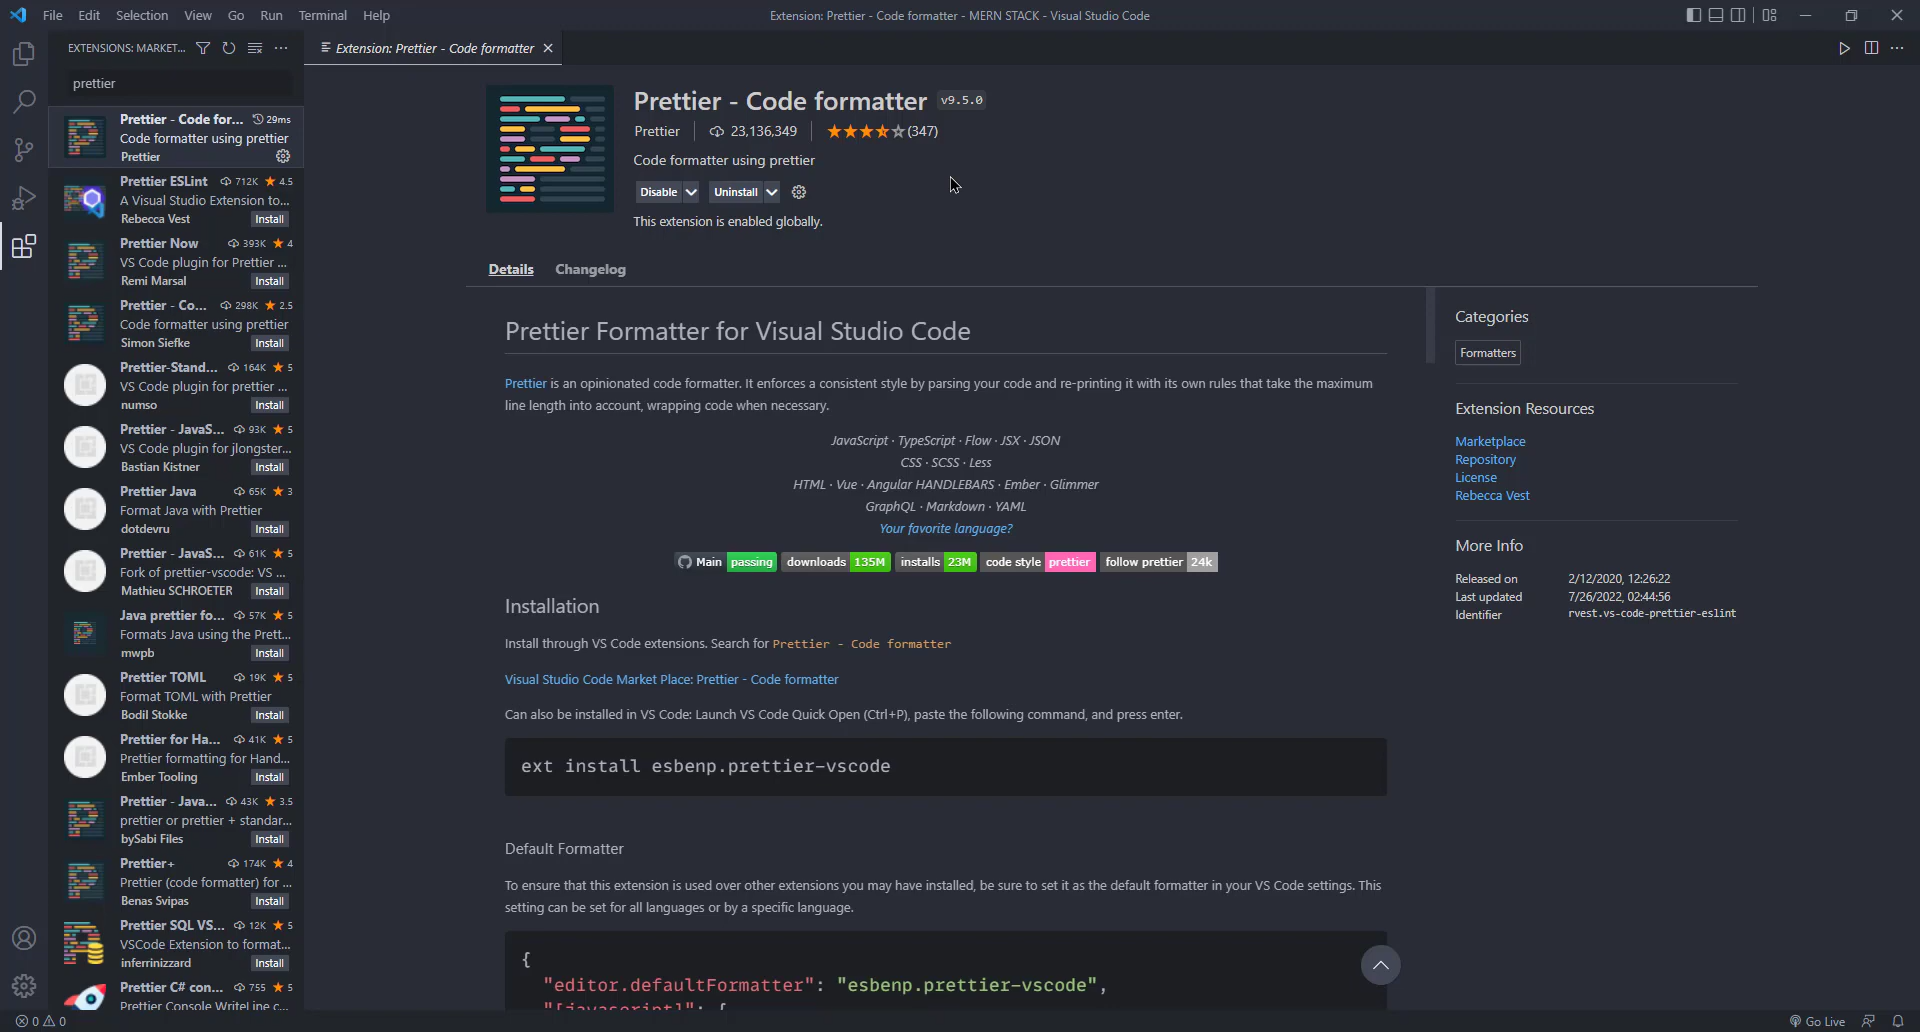 File Edit Selection View Go Run Terminal Help
Extension: Prettier - Code formatter - MERN STACK - Visual Studio Code
EXTENSIONS: MARKET...
Extension: Prettier - Code formatter
prettier
Prettier - Code for... 29ms
Code formatter using prettier
Prettier
Prettier ESLint 712K 4.5
A Visual Studio Extension to...
Rebecca Vest Install
Prettier Now 393K 4
VS Code plugin for Prettier ...
Remi Marsal Install
Prettier - Co... 298K 2.5
Code formatter using prettier
Simon Siefke Install
Prettier-Stand... 164K 5
VS Code plugin for prettier ...
numso Install
Prettier - JavaS... 93K 5
VS Code plugin for jlongster...
Bastian Kistner Install
Prettier Java 65K 3
Format Java with Prettier
dotdevru Install
Prettier - JavaS... 61K 5
Fork of prettier-vscode: VS ...
Mathieu SCHROETER Install
Java prettier fo... 57K 5
Formats Java using the Prett...
mwpb Install
Prettier TOML 19K 5
Format TOML with Prettier
Bodil Stokke Install
Prettier for Ha... 41K 5
Prettier formatting for Hand...
Ember Tooling Install
Prettier - Java... 43K 3.5
prettier or prettier + standar...
bySabi Files Install
Prettier+ 174K 4
Prettier (code formatter) for ...
Benas Svipas Install
Prettier SQL VS... 12K 5
VSCode Extension to format...
inferrinizzard Install
Prettier C# con... 755 5
Prettier Console WriteLine c...
Prettier - Code formatter v9.5.0
Prettier 23,136,349 (347)
Code formatter using prettier
Disable Uninstall
This extension is enabled globally.
Details Changelog
Prettier Formatter for Visual Studio Code
Prettier is an opinionated code formatter. It enforces a consistent style by parsing your code and re-printing it with its own rules that take the maximum
line length into account, wrapping code when necessary.
JavaScript · TypeScript · Flow · JSX · JSON
CSS · SCSS · Less
HTML · Vue · Angular HANDLEBARS · Ember · Glimmer
GraphQL · Markdown · YAML
Your favorite language?
Main passing downloads 135M installs 23M code style prettier follow prettier 24k
Installation
Install through VS Code extensions. Search for Prettier - Code formatter
Visual Studio Code Market Place: Prettier - Code formatter
Can also be installed in VS Code: Launch VS Code Quick Open (Ctrl+P), paste the following command, and press enter.
ext install esbenp.prettier-vscode
Default Formatter
To ensure that this extension is used over other extensions you may have installed, be sure to set it as the default formatter in your VS Code settings. This
setting can be set for all languages or by a specific language.
{
"editor.defaultFormatter": "esbenp.prettier-vscode",
"[javascript]": {
Categories
Formatters
Extension Resources
Marketplace
Repository
License
Rebecca Vest
More Info
Released on 2/12/2020, 12:26:22
Last updated 7/26/2022, 02:44:56
Identifier rvest.vs-code-prettier-eslint
0 0
Go Live